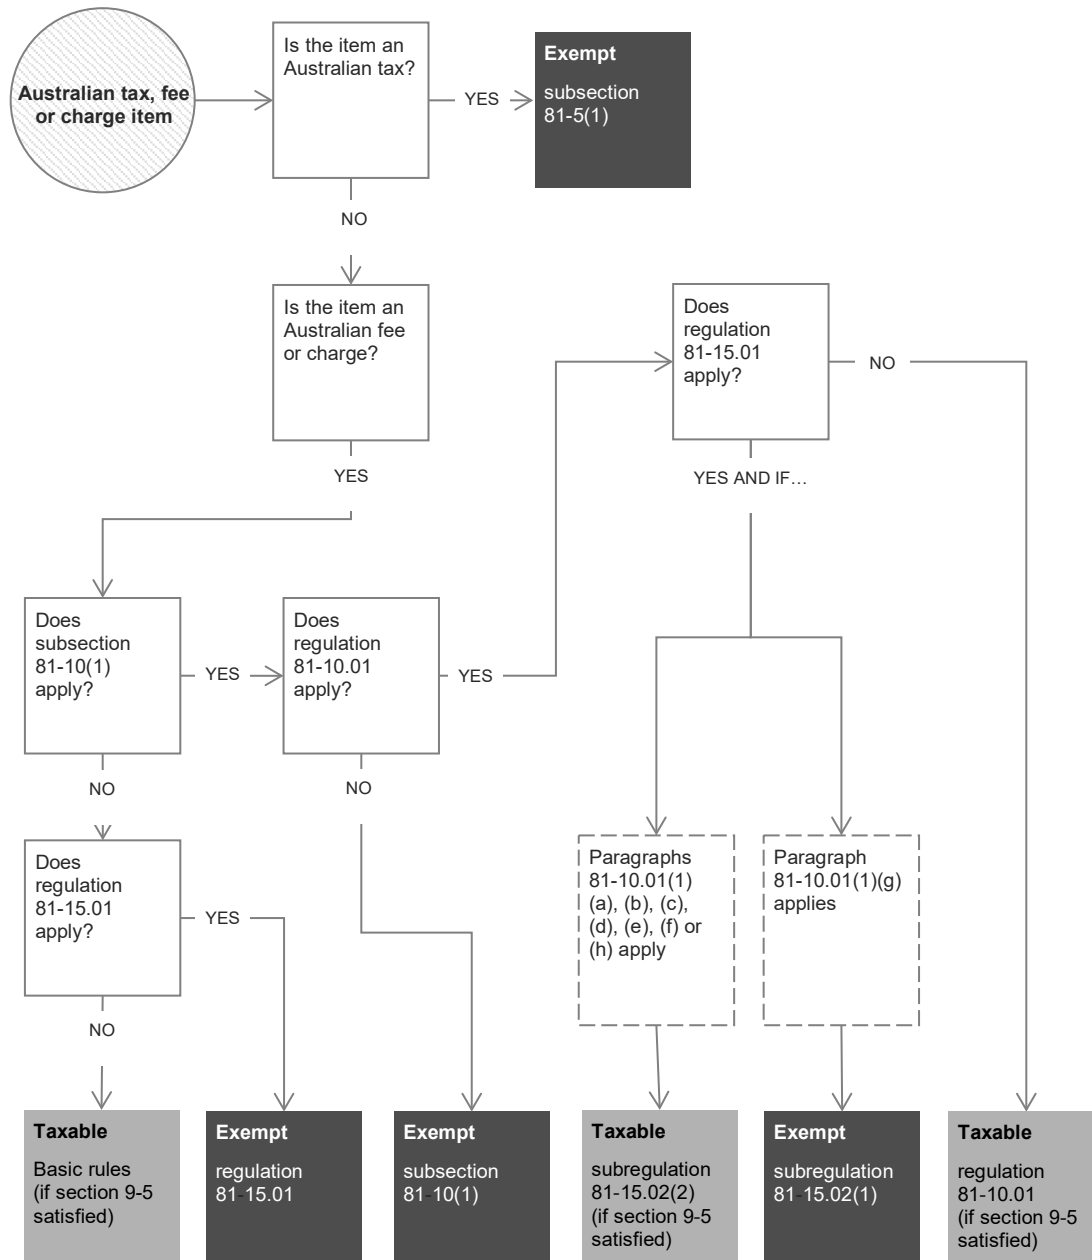 Australian tax, fee
or charge item
Is the item an
Australian tax?
YES
Exempt
subsection
81-5(1)
NO
Is the item an
Australian fee
or charge?
YES
Does
regulation
81-15.01
apply?
NO
YES AND IF…
Does
subsection
81-10(1)
apply?
YES
Does
regulation
81-10.01
apply?
YES
NO
NO
Does
regulation
81-15.01
apply?
YES
NO
Paragraphs
81-10.01(1)
(a), (b), (c),
(d), (e), (f) or
(h) apply
Paragraph
81-10.01(1)(g)
applies
Taxable
Basic rules
(if section 9-5
satisfied)
Exempt
regulation
81-15.01
Exempt
subsection
81-10(1)
Taxable
subregulation
81-15.02(2)
(if section 9-5
satisfied)
Exempt
subregulation
81-15.02(1)
Taxable
regulation
81-10.01
(if section 9-5
satisfied)